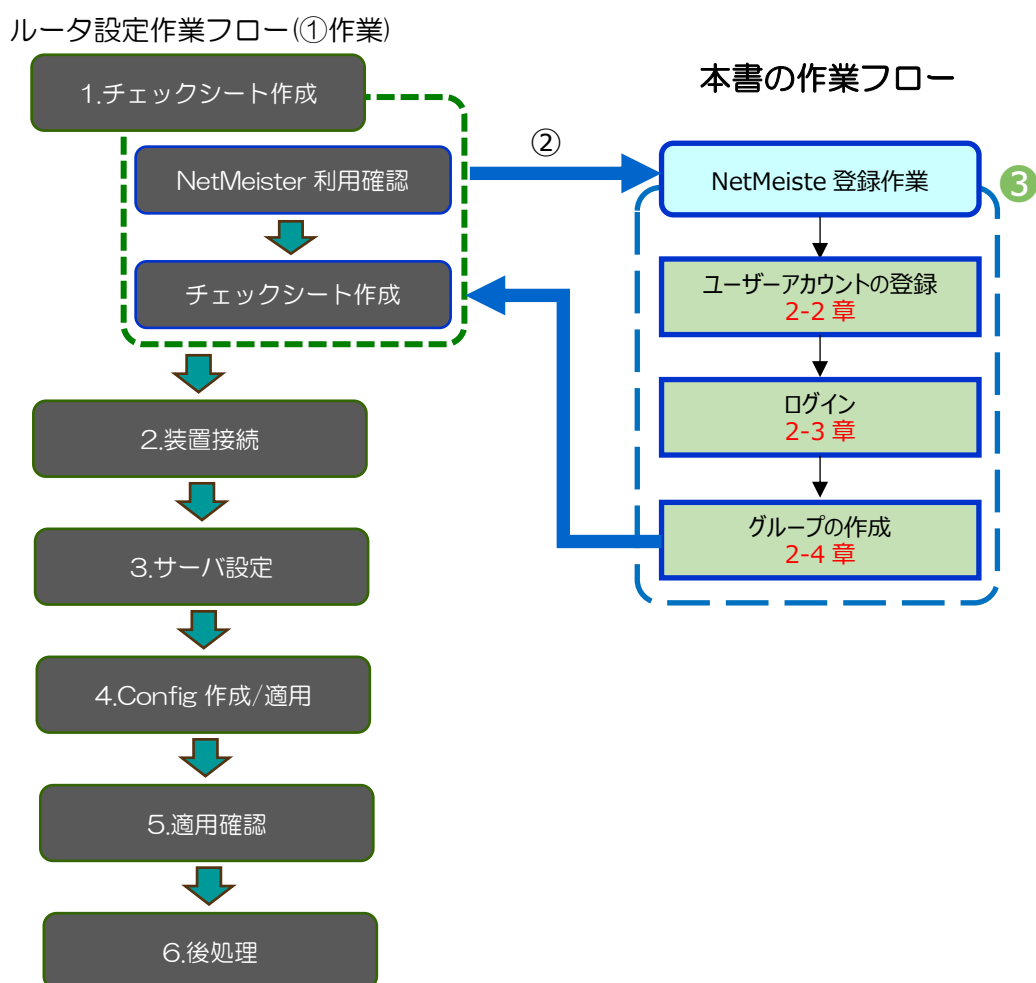 ルータ設定作業フロー(①作業)
1.チェックシート作成
NetMeister 利用確認
チェックシート作成
2.装置接続
3.サーバ設定
4.Config 作成/適用
5.適用確認
6.後処理
②
本書の作業フロー
NetMeiste 登録作業
❸
ユーザーアカウントの登録
2-2 章
ログイン
2-3 章
グループの作成
2-4 章